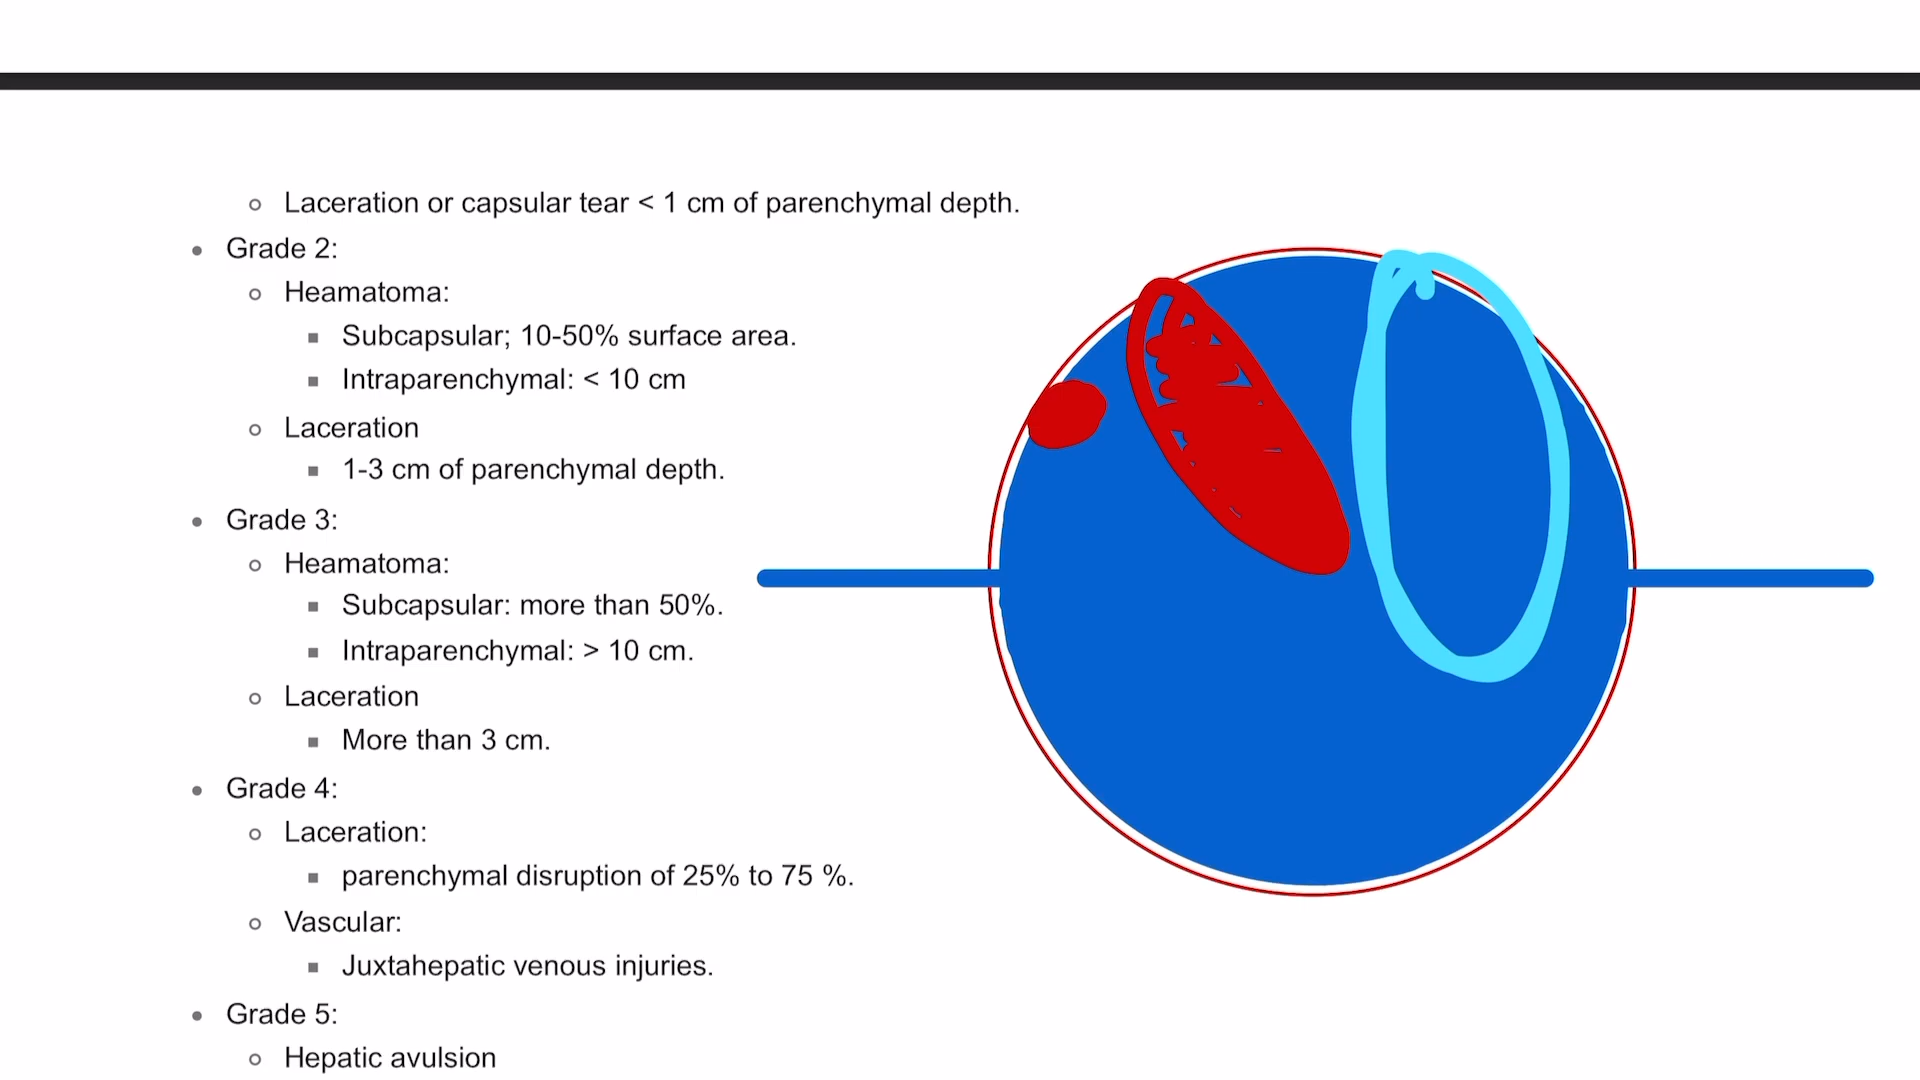 Laceration or capsular tear < 1 cm of parenchymal depth.
Grade 2:
Heamatoma:
Subcapsular; 10-50% surface area.
Intraparenchymal: < 10 cm
Laceration
1-3 cm of parenchymal depth.
Grade 3:
Heamatoma:
Subcapsular: more than 50%.
Intraparenchymal: > 10 cm.
Laceration
More than 3 cm.
Grade 4:
Laceration:
parenchymal disruption of 25% to 75 %.
Vascular:
Juxtahepatic venous injuries.
Grade 5:
Hepatic avulsion